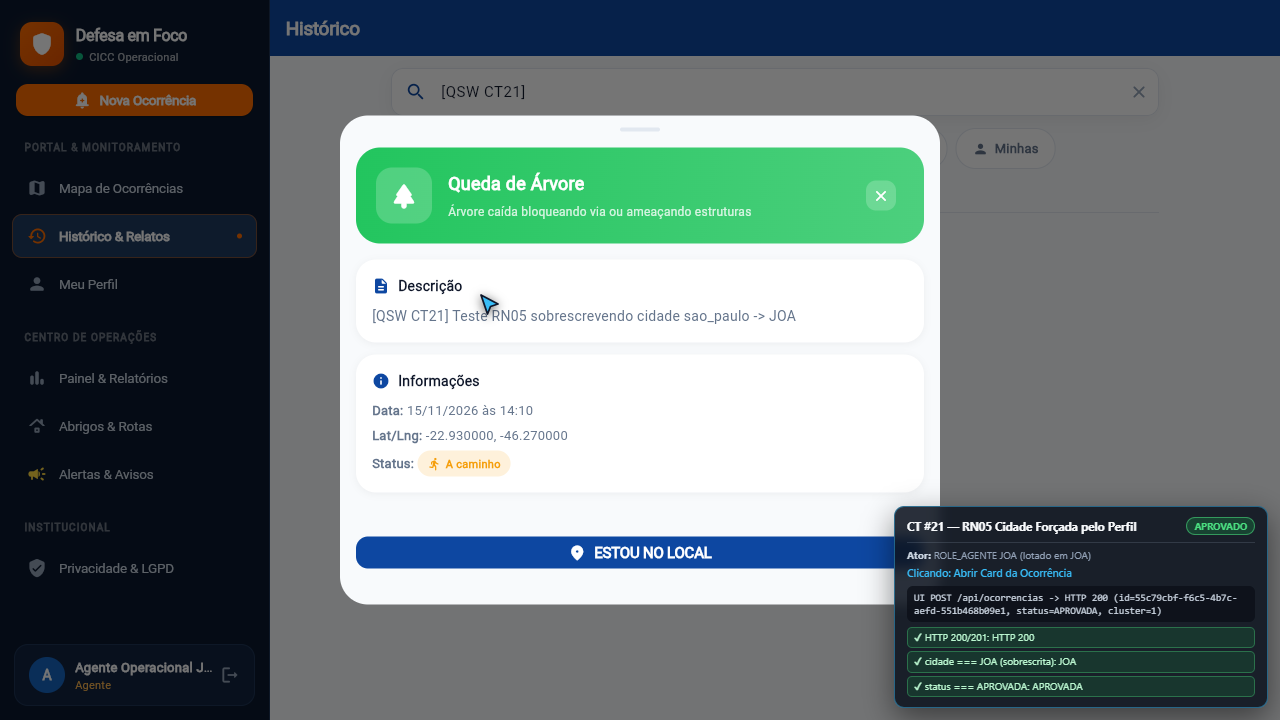 Defesa em Foco
CICC Operacional
Nova Ocorrência
PORTAL & MONITORAMENTO
Mapa de Ocorrências
Histórico & Relatos
Meu Perfil
CENTRO DE OPERAÇÕES
Painel & Relatórios
Abrigos & Rotas
Alertas & Avisos
INSTITUCIONAL
Privacidade & LGPD
A
Agente Operacional J...
Agente
Histórico
[QSW CT21]
Minhas
Queda de Árvore
Árvore caída bloqueando via ou ameaçando estruturas
Descrição
[QSW CT21] Teste RN05 sobrescrevendo cidade sao_paulo -> JOA
Informações
Data: 15/11/2026 às 14:10
Lat/Lng: -22.930000, -46.270000
Status: A caminho
ESTOU NO LOCAL
CT #21 — RN05 Cidade Forçada pelo Perfil
APROVADO
Ator: ROLE_AGENTE JOA (lotado em JOA)
Clicando: Abrir Card da Ocorrência
UI POST /api/ocorrencias -> HTTP 200 (id=55c79cbf-f6c5-4b7c-
aefd-551b468b09e1, status=APROVADA, cluster=1)
✔ HTTP 200/201: HTTP 200
✔ cidade === JOA (sobrescrita): JOA
✔ status === APROVADA: APROVADA